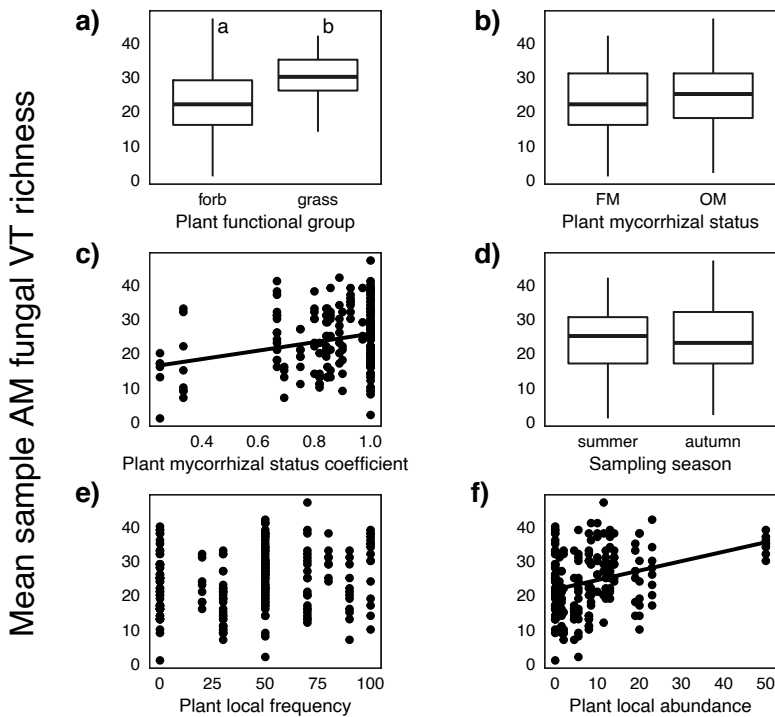 Mean sample AM fungal VT richness
a)
a b
40
30
20
10
0
forb grass
Plant functional group
b)
40
30
20
10
0
FM OM
Plant mycorrhizal status
c)
40
30
20
10
0
0.4 0.6 0.8 1.0
Plant mycorrhizal status coefficient
d)
40
30
20
10
0
summer autumn
Sampling season
e)
40
30
20
10
0
0 25 50 75 100
Plant local frequency
f)
40
30
20
10
0
0 10 20 30 40 50
Plant local abundance